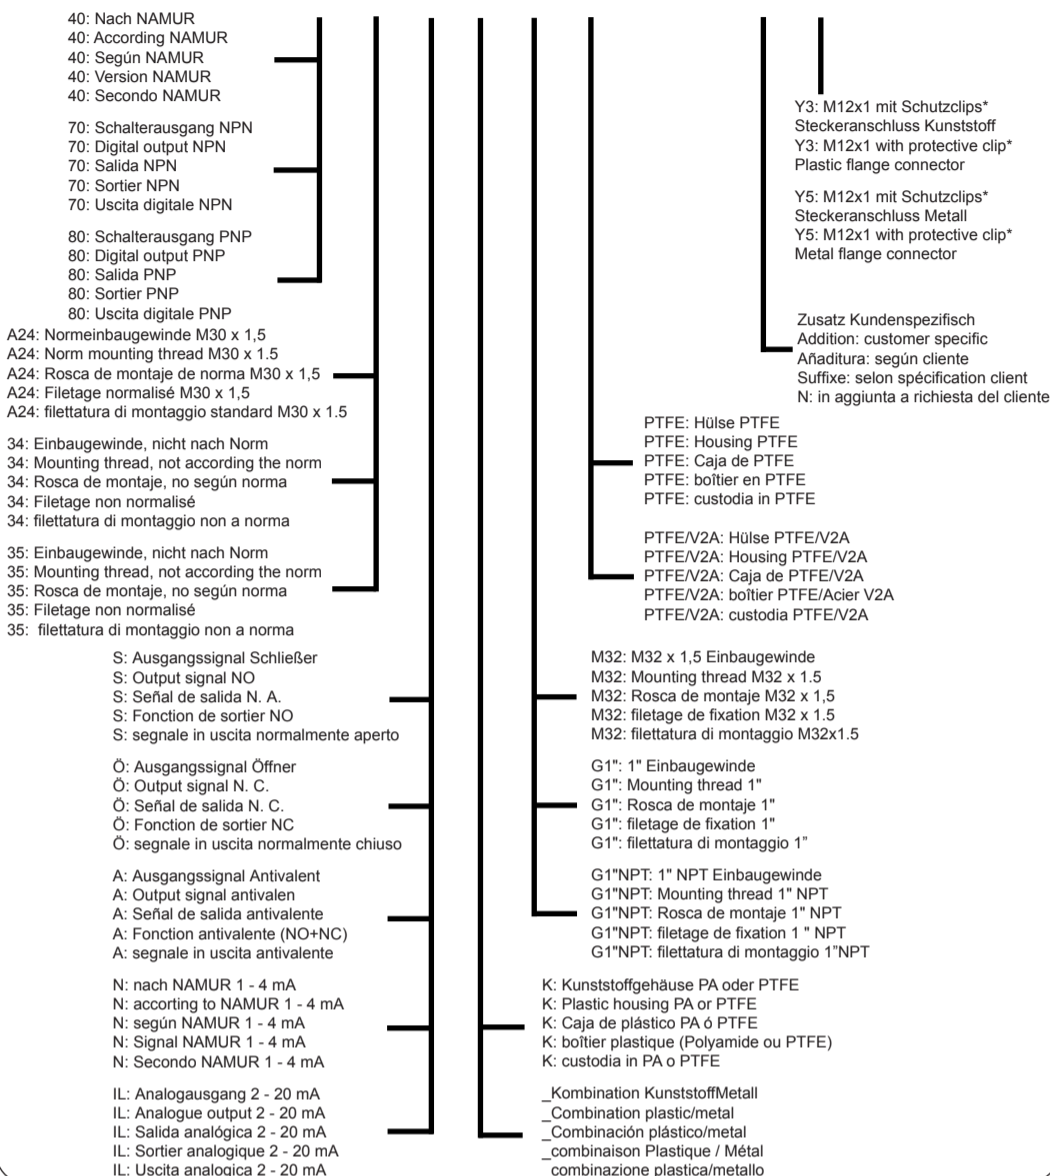 40: Nach NAMUR
40: According NAMUR
40: Según NAMUR
40: Version NAMUR
40: Secondo NAMUR
70: Schalterausgang NPN
70: Digital output NPN
70: Salida NPN
70: Sortier NPN
70: Uscita digitale NPN
80: Schalterausgang PNP
80: Digital output PNP
80: Salida PNP
80: Sortier PNP
80: Uscita digitale PNP
A24: Normeinbaugewinde M30 x 1,5
A24: Norm mounting thread M30 x 1.5
A24: Rosca de montaje de norma M30 x 1,5
A24: Filetage normalisé M30 x 1,5
A24: filettatura di montaggio standard M30 x 1.5
34: Einbaugewinde, nicht nach Norm
34: Mounting thread, not according the norm
34: Rosca de montaje, no según norma
34: Filetage non normalisé
34: filettatura di montaggio non a norma
35: Einbaugewinde, nicht nach Norm
35: Mounting thread, not according the norm
35: Rosca de montaje, no según norma
35: Filetage non normalisé
35: filettatura di montaggio non a norma
S: Ausgangssignal Schließer
S: Output signal NO
S: Señal de salida N. A.
S: Fonction de sortier NO
S: segnale in uscita normalmente aperto
Ö: Ausgangssignal Öffner
Ö: Output signal N. C.
Ö: Señal de salida N. C.
Ö: Fonction de sortier NC
Ö: segnale in uscita normalmente chiuso
A: Ausgangssignal Antivalent
A: Output signal antivalen
A: Señal de salida antivalente
A: Fonction antivalente (NO+NC)
A: segnale in uscita antivalente
N: nach NAMUR 1 - 4 mA
N: accorting to NAMUR 1 - 4 mA
N: según NAMUR 1 - 4 mA
N: Signal NAMUR 1 - 4 mA
N: Secondo NAMUR 1 - 4 mA
IL: Analogausgang 2 - 20 mA
IL: Analogue output 2 - 20 mA
IL: Salida analógica 2 - 20 mA
IL: Sortier analogique 2 - 20 mA
IL: Uscita analogica 2 - 20 mA
Y3: M12x1 mit Schutzclips*
Steckeranschluss Kunststoff
Y3: M12x1 with protective clip*
Plastic flange connector
Y5: M12x1 mit Schutzclips*
Steckeranschluss Metall
Y5: M12x1 with protective clip*
Metal flange connector
Zusatz Kundenspezifisch
Addition: customer specific
Añaditura: según cliente
Suffixe: selon spécification client
N: in aggiunta a richiesta del cliente
PTFE: Hülse PTFE
PTFE: Housing PTFE
PTFE: Caja de PTFE
PTFE: boîtier en PTFE
PTFE: custodia in PTFE
PTFE/V2A: Hülse PTFE/V2A
PTFE/V2A: Housing PTFE/V2A
PTFE/V2A: Caja de PTFE/V2A
PTFE/V2A: boîtier PTFE/Acier V2A
PTFE/V2A: custodia PTFE/V2A
M32: M32 x 1,5 Einbaugewinde
M32: Mounting thread M32 x 1.5
M32: Rosca de montaje M32 x 1,5
M32: filetage de fixation M32 x 1.5
M32: filettatura di montaggio M32x1.5
G1": 1" Einbaugewinde
G1": Mounting thread 1"
G1": Rosca de montaje 1"
G1": filetage de fixation 1"
G1": filettatura di montaggio 1”
G1"NPT: 1" NPT Einbaugewinde
G1"NPT: Mounting thread 1" NPT
G1"NPT: Rosca de montaje 1" NPT
G1"NPT: filetage de fixation 1 " NPT
G1"NPT: filettatura di montaggio 1”NPT
K: Kunststoffgehäuse PA oder PTFE
K: Plastic housing PA or PTFE
K: Caja de plástico PA ó PTFE
K: boîtier plastique (Polyamide ou PTFE)
K: custodia in PA o PTFE
_Kombination KunststoffMetall
_Combination plastic/metal
_Combinación plástico/metal
_combinaison Plastique / Métal
_combinazione plastica/metallo